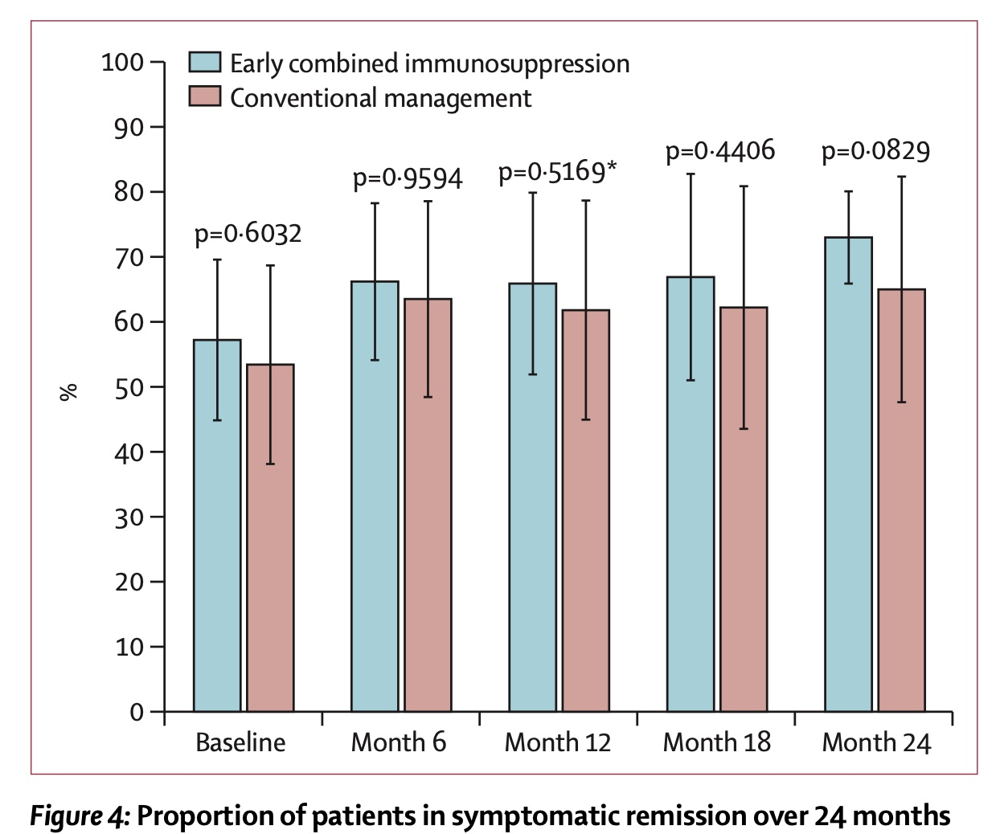 100
90
80
70
60
50
40
30
20
10
0
%
Early combined immunosuppression
Conventional management
p=0·6032
p=0·9594
p=0·5169*
p=0·4406
p=0·0829
Baseline
Month 6
Month 12
Month 18
Month 24
Figure 4: Proportion of patients in symptomatic remission over 24 months